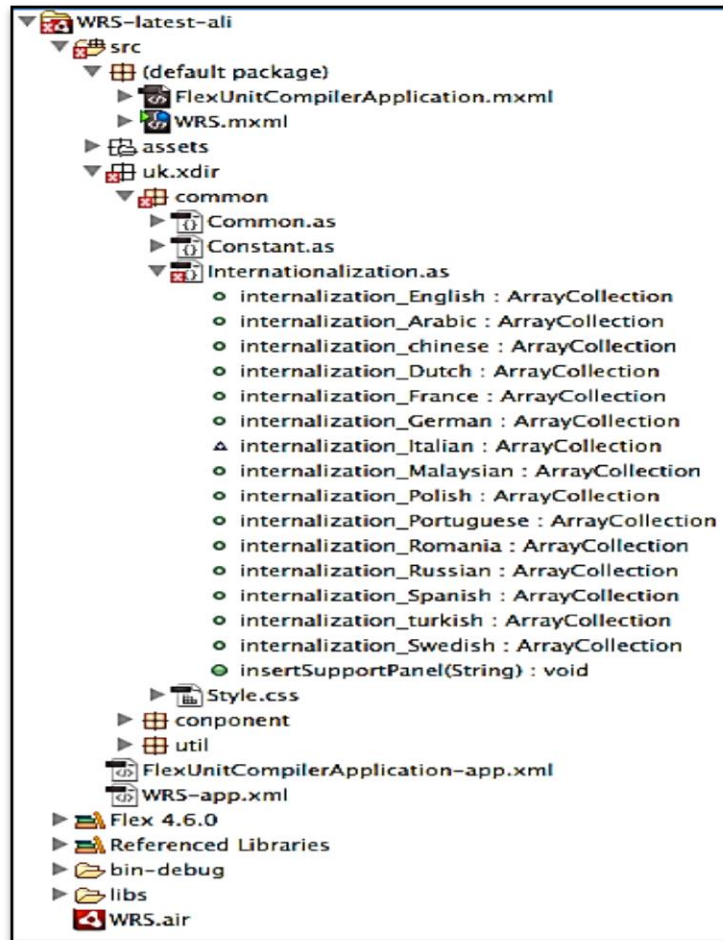 WRS-latest-ali
src
(default package)
FlexUnitCompilerApplication.mxml
WRS.mxml
assets
uk.xdir
common
Common.as
Constant.as
Internationalization.as
internalization_English : ArrayCollection
internalization_Arabic : ArrayCollection
internalization_chinese : ArrayCollection
internalization_Dutch : ArrayCollection
internalization_France : ArrayCollection
internalization_German : ArrayCollection
internalization_Italian : ArrayCollection
internalization_Malaysian : ArrayCollection
internalization_Polish : ArrayCollection
internalization_Portuguese : ArrayCollection
internalization_Romania : ArrayCollection
internalization_Russian : ArrayCollection
internalization_Spanish : ArrayCollection
internalization_turkish : ArrayCollection
internalization_Swedish : ArrayCollection
insertSupportPanel(String) : void
Style.css
conponent
util
FlexUnitCompilerApplication-app.xml
WRS-app.xml
Flex 4.6.0
Referenced Libraries
bin-debug
libs
WRS.air